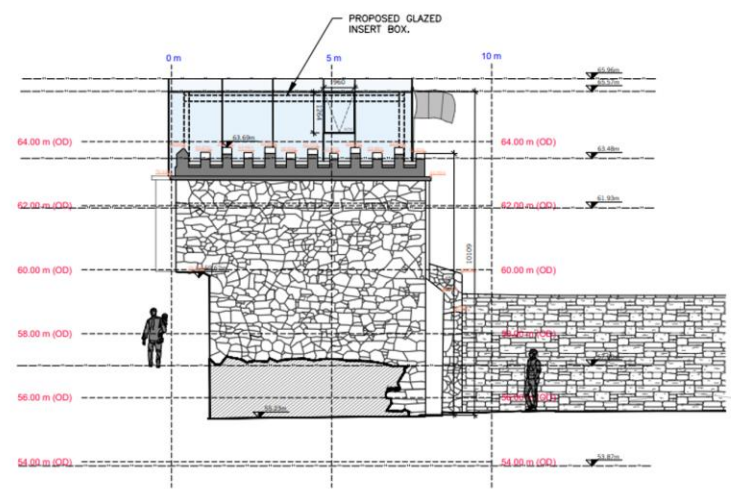 PROPOSED GLAZED
INSERT BOX.
0 m
5 m
10 m
65.96m
65.57m
1960
1264
64.00 m (OD)
63.69m
64.00 m (OD)
63.48m
62.00 m (OD)
62.00 m (OD)
61.93m
60.00 m (OD)
60.00 m (OD)
10109
58.00 m (OD)
58.00 m (OD)
56.00 m (OD)
56.00 m (OD)
55.23m
54.00 m (OD)
54.00 m (OD)
53.87m